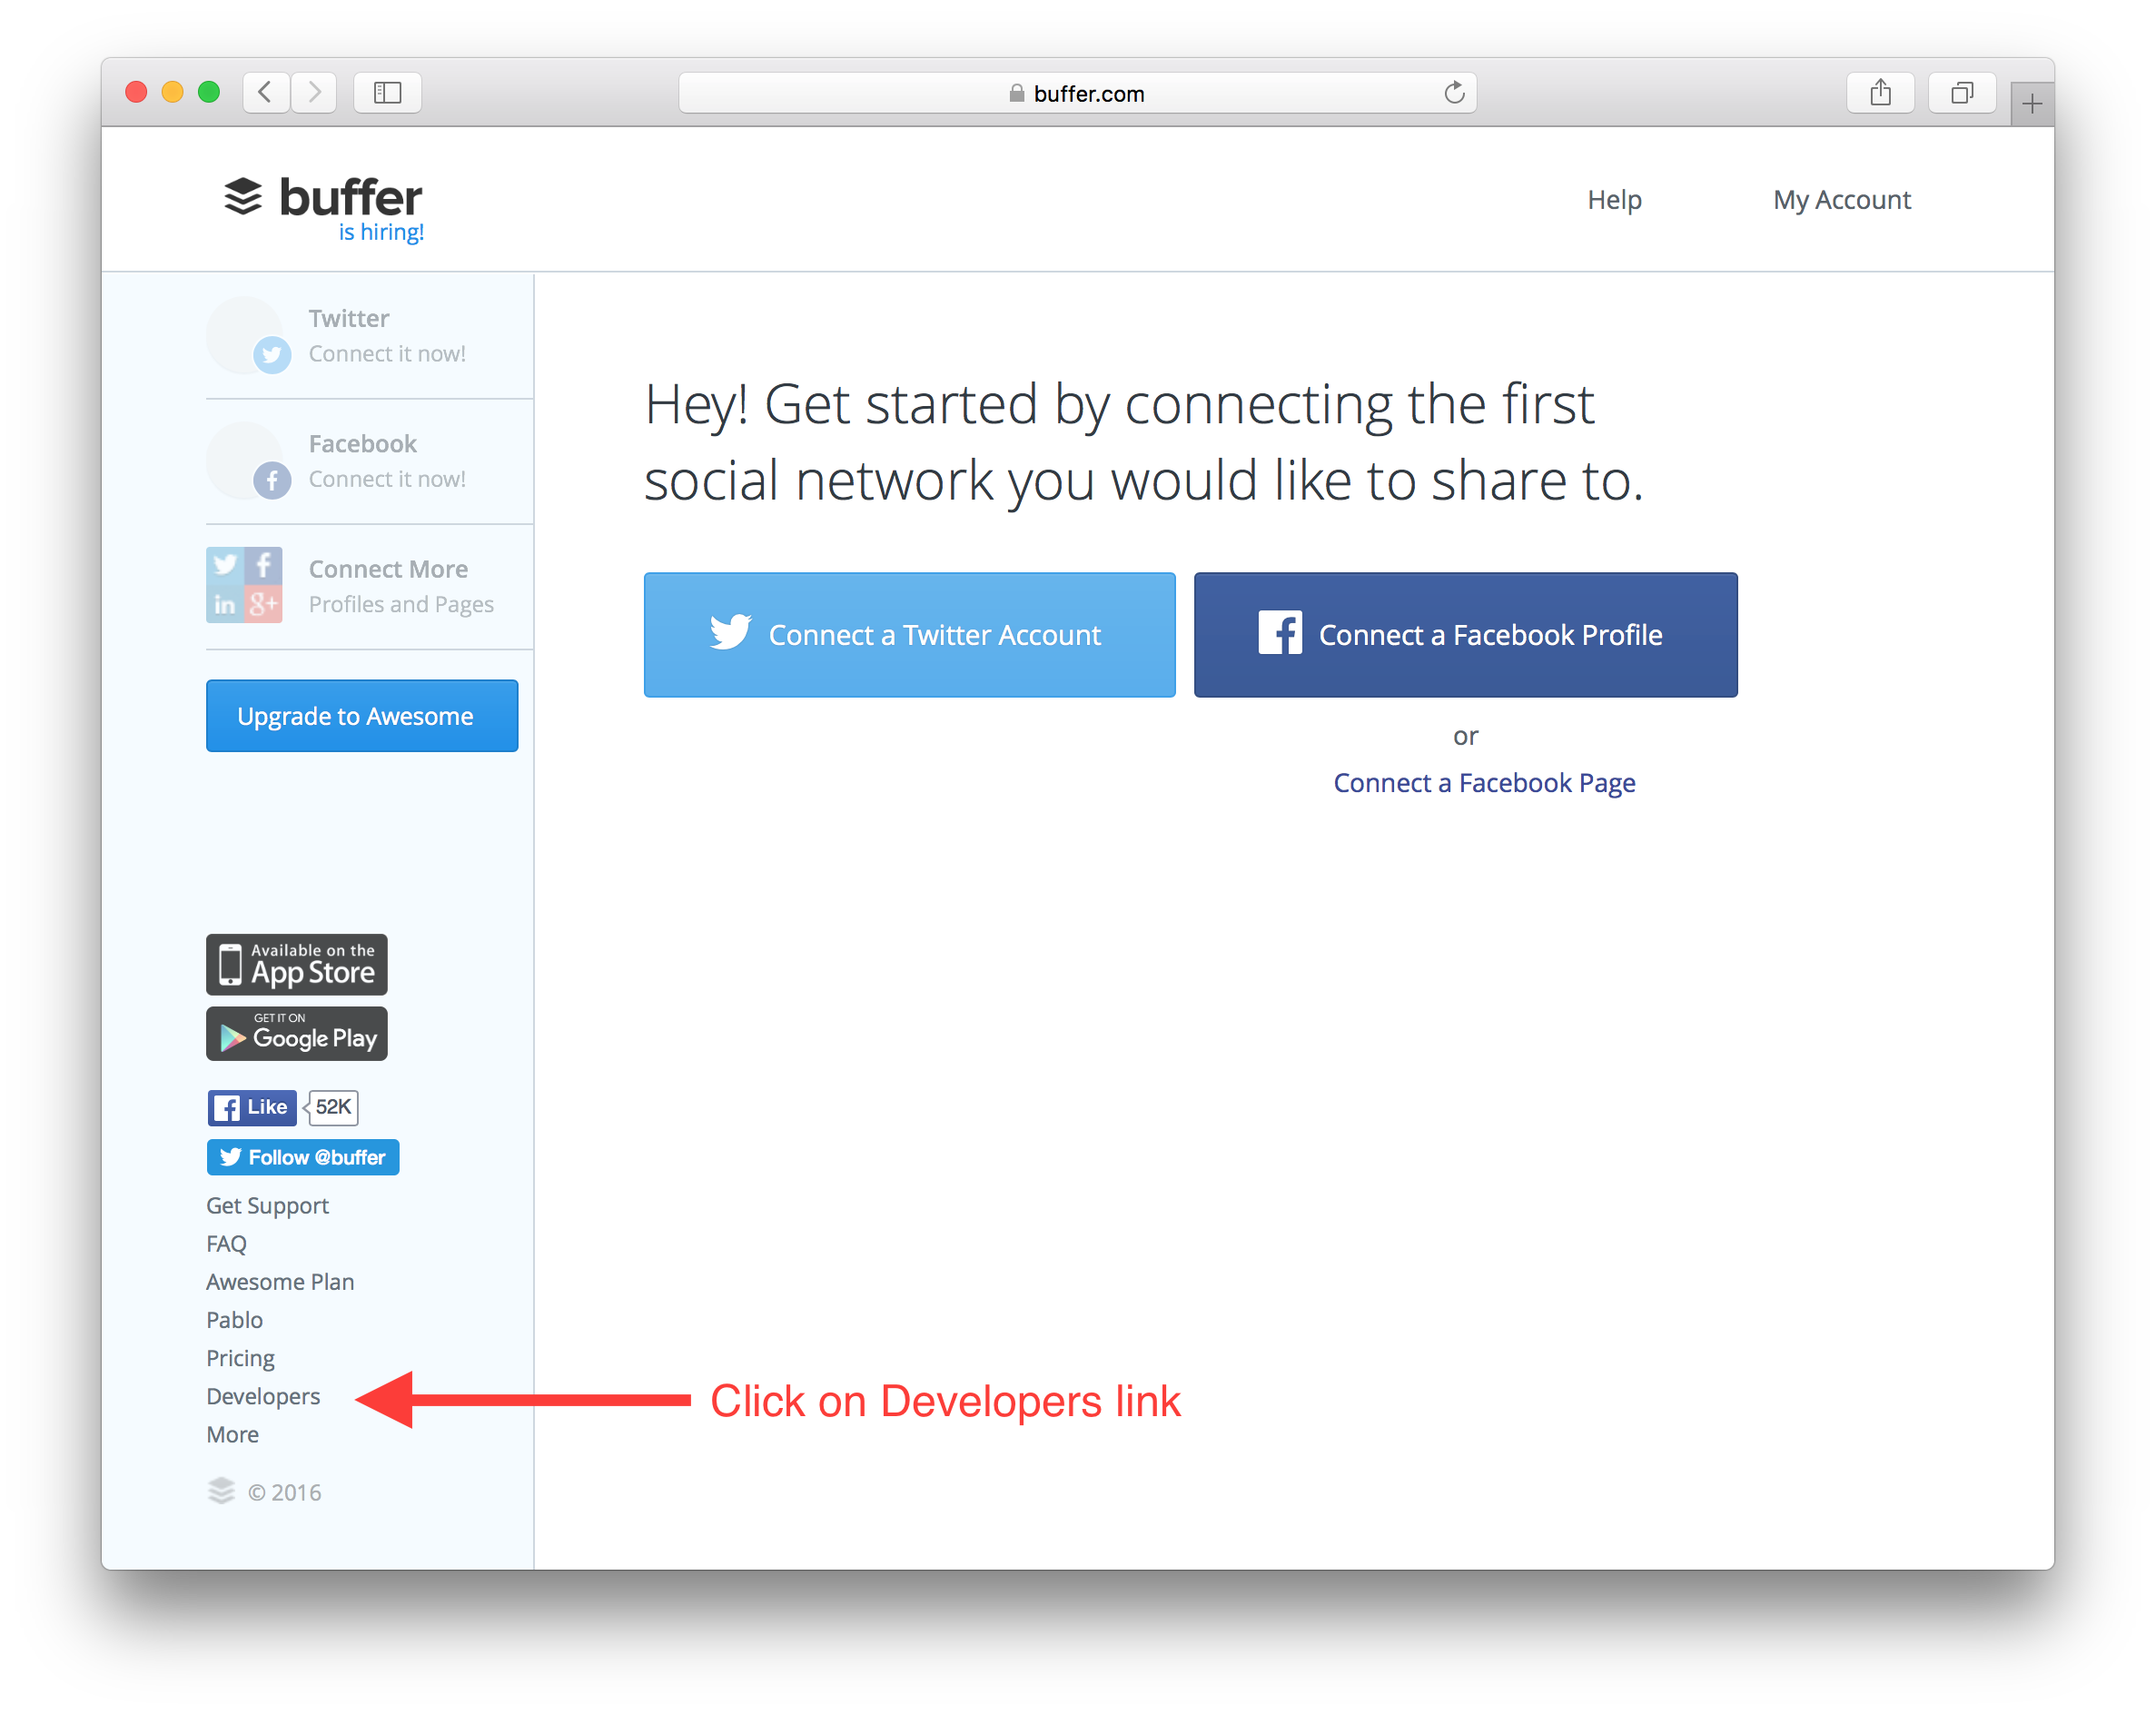 buffer.com
buffer
is hiring!
Help
My Account
Twitter
Connect it now!
Facebook
Connect it now!
Connect More
Profiles and Pages
Upgrade to Awesome
Hey! Get started by connecting the first
social network you would like to share to.
Connect a Twitter Account
Connect a Facebook Profile
or
Connect a Facebook Page
Available on the
App Store
GET IT ON
Google Play
Like
52K
Follow @buffer
Get Support
FAQ
Awesome Plan
Pablo
Pricing
Developers
Click on Developers link
More
© 2016